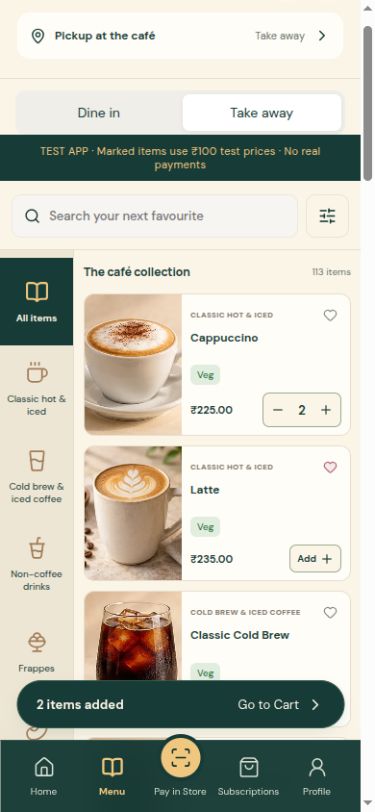 Pickup at the café
Take away
Dine in
Take away
TEST APP · Marked items use ₹100 test prices · No real
payments
Search your next favourite
All items
Classic hot &
iced
Cold brew &
iced coffee
Non-coffee
drinks
Frappes
The café collection
113 items
CLASSIC HOT & ICED
Cappuccino
Veg
₹225.00
− 2 +
CLASSIC HOT & ICED
Latte
Veg
₹235.00
Add +
COLD BREW & ICED COFFEE
Classic Cold Brew
Veg
2 items added
Go to Cart
Home
Menu
Pay in Store
Subscriptions
Profile